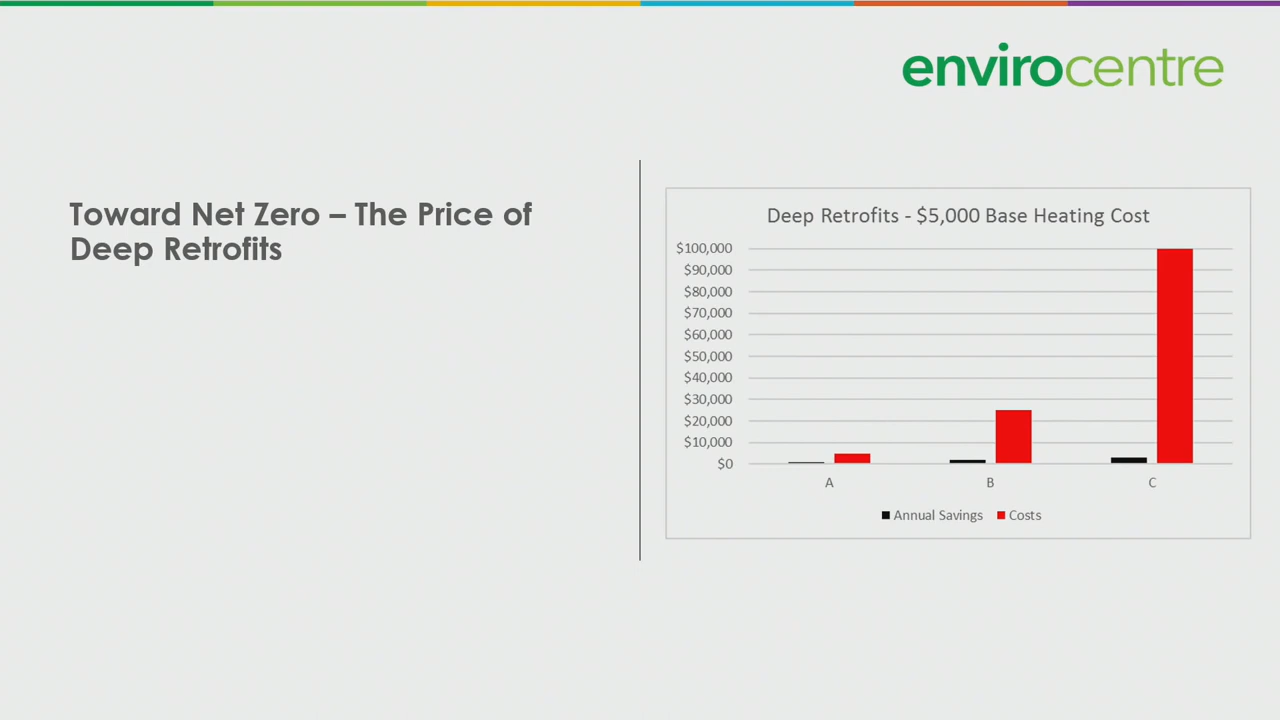 envirocentre
Toward Net Zero – The Price of
Deep Retrofits
Deep Retrofits - $5,000 Base Heating Cost
$100,000
$90,000
$80,000
$70,000
$60,000
$50,000
$40,000
$30,000
$20,000
$10,000
$0
A B C
Annual Savings Costs